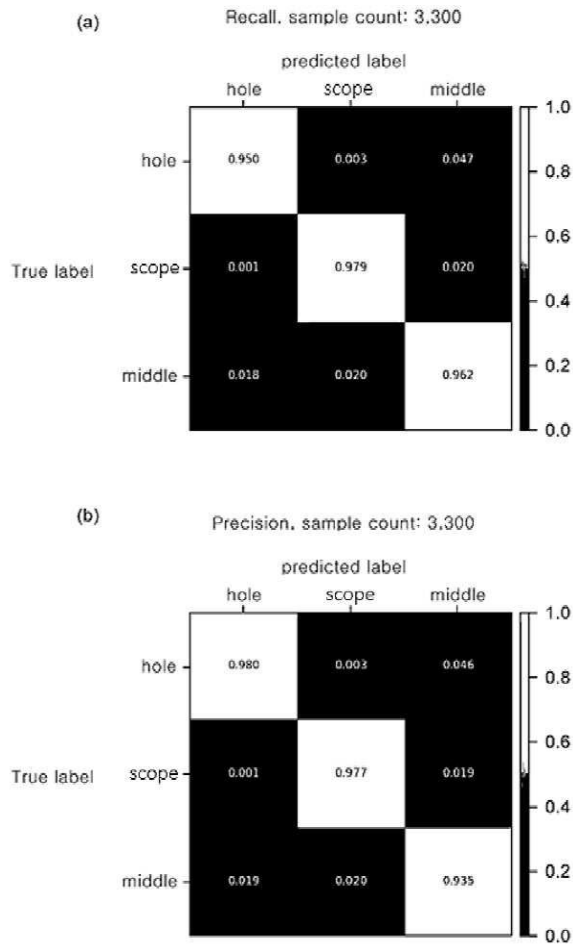 (a)
Recall, sample count: 3,300
predicted label
hole scope middle
1.0
hole 0.950 0.003 0.047
0.8
0.6
True label scope 0.001 0.979 0.020
0.4
middle 0.018 0.020 0.962
0.2
0.0
(b)
Precision, sample count: 3,300
predicted label
hole scope middle
1.0
hole 0.980 0.003 0.046
0.8
0.6
True label scope 0.001 0.977 0.019
0.4
middle 0.019 0.020 0.935
0.2
0.0